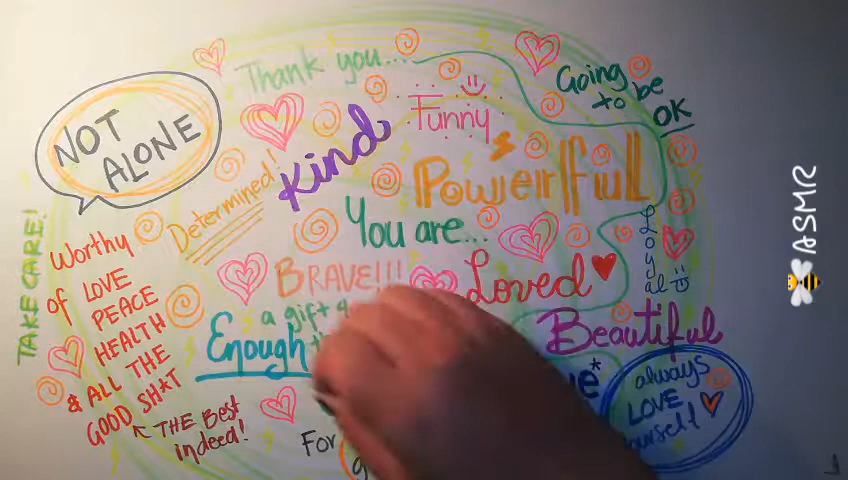 Thank you...
Going
to be
OK
NOT
ALONE
Funny
Kind
Determined!
Powerful
You are...
Loyal
TAKE CARE!
Worthy
of LOVE
PEACE
HEALTH
& ALL THE
GOOD SH*T
THE BEST
indeed!
BRAVE!!!
Loved
a gift
Enough
Beautiful
always
LOVE
For
ASMR